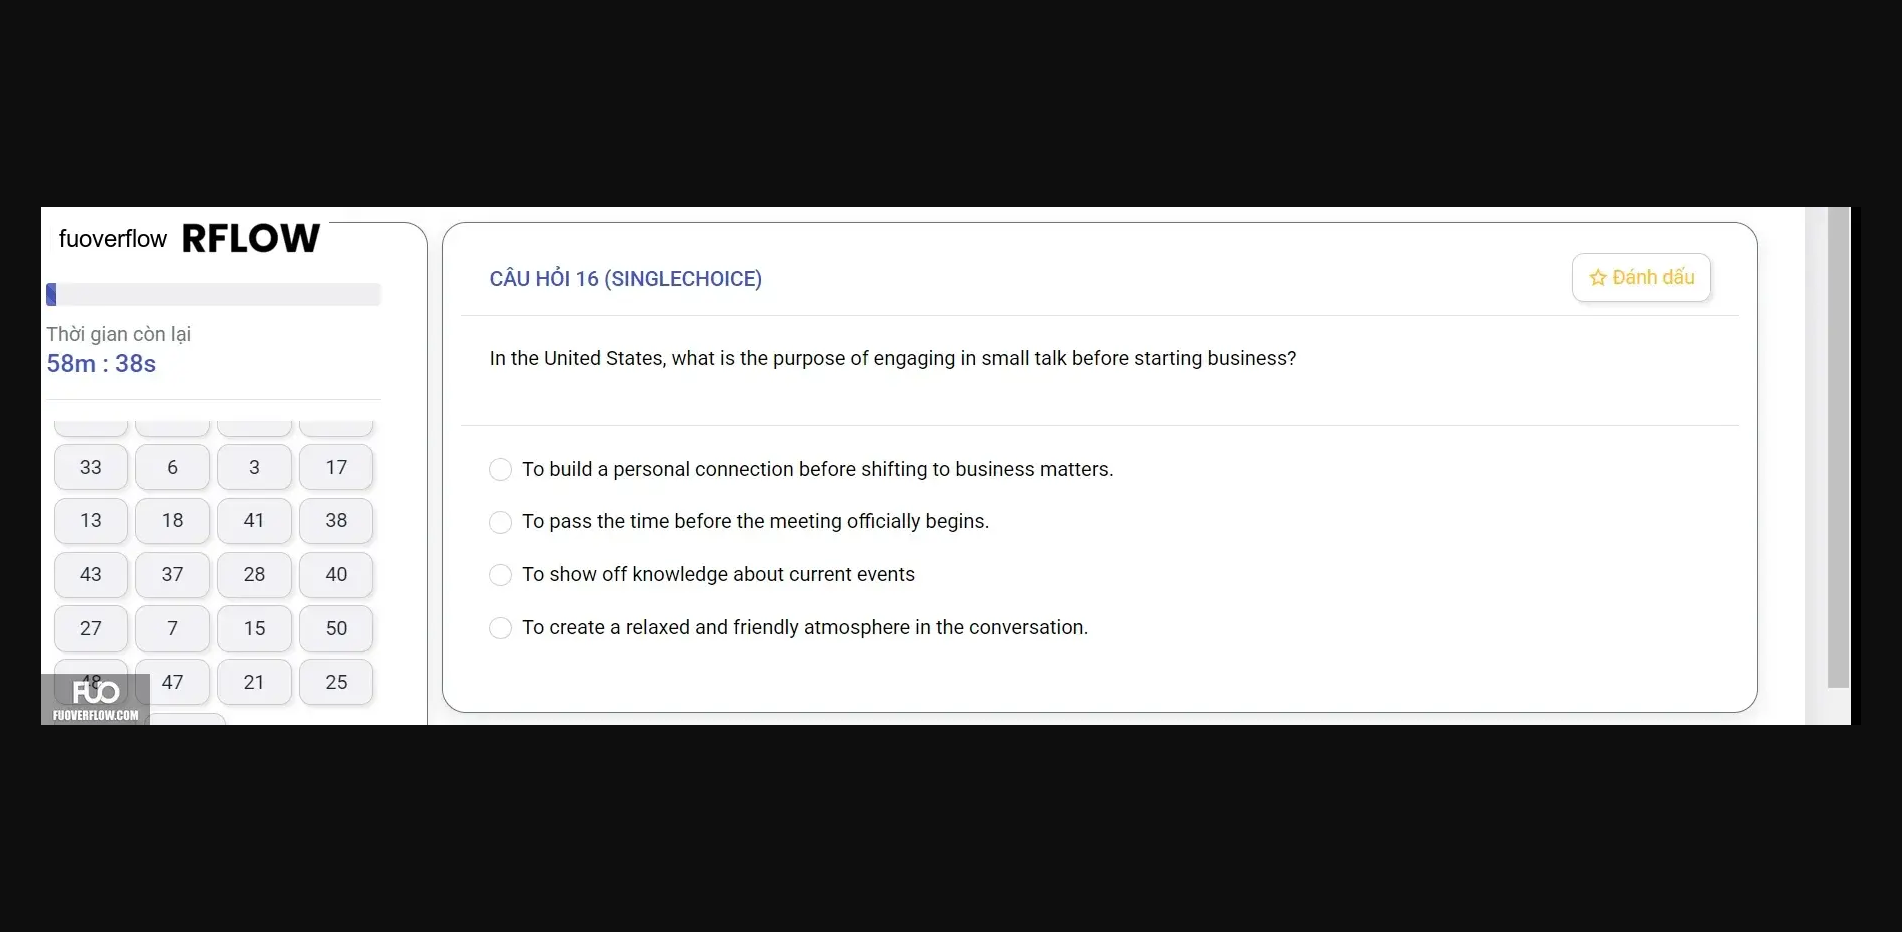 fuoverflow RFLOW
Thời gian còn lại
58m : 38s
33 6 3 17
13 18 41 38
43 37 28 40
27 7 15 50
48 47 21 25
FUO
FUOVERFLOW.COM
CÂU HỎI 16 (SINGLECHOICE)
Đánh dấu
In the United States, what is the purpose of engaging in small talk before starting business?
To build a personal connection before shifting to business matters.
To pass the time before the meeting officially begins.
To show off knowledge about current events
To create a relaxed and friendly atmosphere in the conversation.